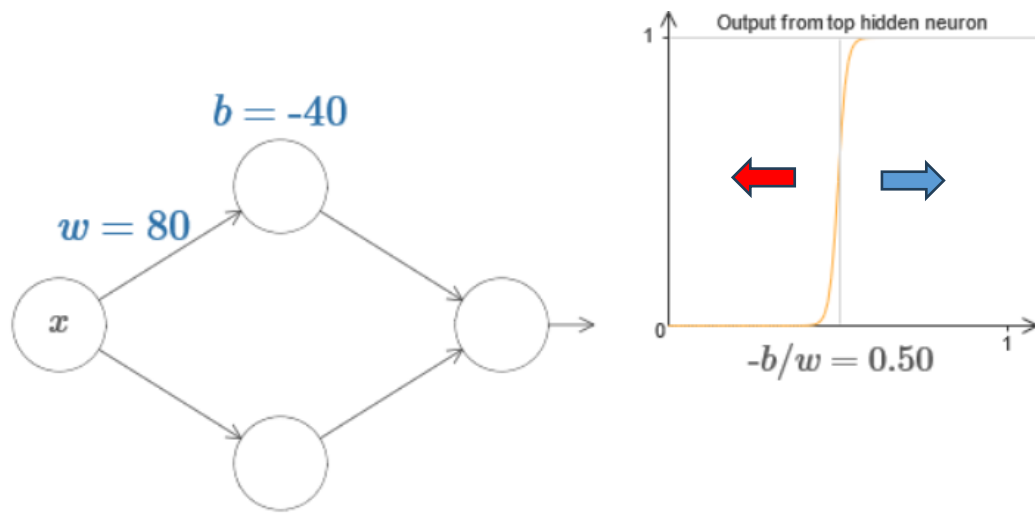 b = -40
w = 80
x
Output from top hidden neuron
1
0
1
-b/w = 0.50